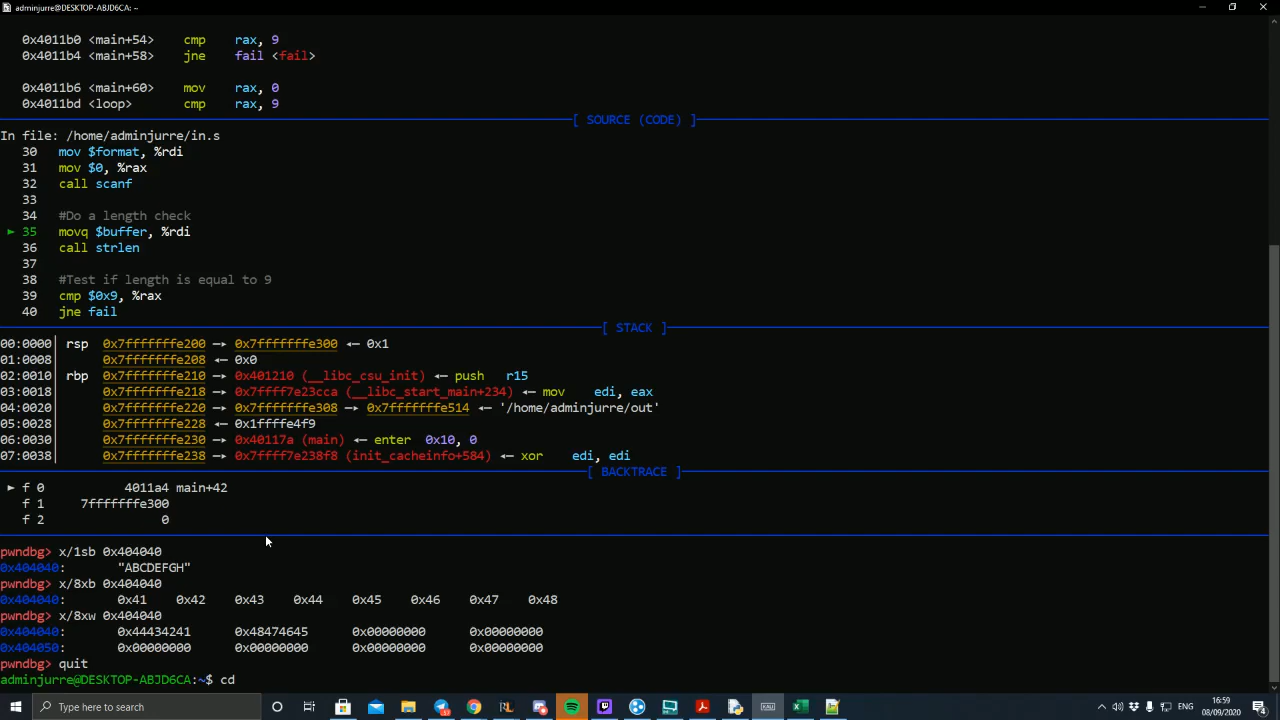 adminjurre@DESKTOP-ABJD6CA: ~
0x4011b0 <main+54>    cmp    rax, 9
0x4011b4 <main+58>    jne    fail <fail>
0x4011b6 <main+60>    mov    rax, 0
0x4011bd <loop>       cmp    rax, 9
[ SOURCE (CODE) ]
In file: /home/adminjurre/in.s
30   mov $format, %rdi
31   mov $0, %rax
32   call scanf
33
34   #Do a length check
► 35   movq $buffer, %rdi
36   call strlen
37
38   #Test if length is equal to 9
39   cmp $0x9, %rax
40   jne fail
[ STACK ]
00:0000│ rsp  0x7fffffffe200 —▸ 0x7fffffffe300 ◂— 0x1
01:0008│      0x7fffffffe208 ◂— 0x0
02:0010│ rbp  0x7fffffffe210 —▸ 0x401210 (__libc_csu_init) ◂— push   r15
03:0018│      0x7fffffffe218 —▸ 0x7ffff7e23cca (__libc_start_main+234) ◂— mov    edi, eax
04:0020│      0x7fffffffe220 —▸ 0x7fffffffe308 —▸ 0x7fffffffe514 ◂— '/home/adminjurre/out'
05:0028│      0x7fffffffe228 ◂— 0x1ffffe4f9
06:0030│      0x7fffffffe230 —▸ 0x40117a (main) ◂— enter  0x10, 0
07:0038│      0x7fffffffe238 —▸ 0x7ffff7e238f8 (init_cacheinfo+584) ◂— xor    edi, edi
[ BACKTRACE ]
► f 0           4011a4 main+42
f 1     7fffffffe300
f 2                0
pwndbg> x/1sb 0x404040
0x404040:       "ABCDEFGH"
pwndbg> x/8xb 0x404040
0x404040:       0x41    0x42    0x43    0x44    0x45    0x46    0x47    0x48
pwndbg> x/8xw 0x404040
0x404040:       0x44434241      0x48474645      0x00000000      0x00000000
0x404050:       0x00000000      0x00000000      0x00000000      0x00000000
pwndbg> quit
adminjurre@DESKTOP-ABJD6CA:~$ cd
Type here to search
ENG
16:59
08/09/2020